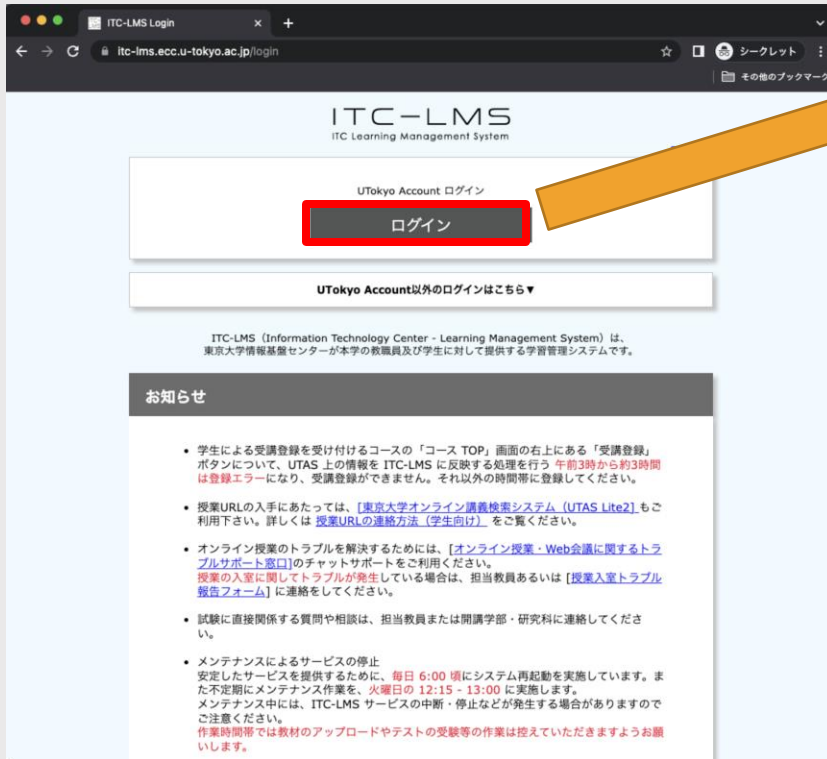 ITC-LMS Login
itc-lms.ecc.u-tokyo.ac.jp/login
シークレット
その他のブックマーク
ITC-LMS
ITC Learning Management System
UTokyo Account ログイン
ログイン
UTokyo Account以外のログインはこちら▼
ITC-LMS（Information Technology Center - Learning Management System）は、
東京大学情報基盤センターが本学の教職員及び学生に対して提供する学習管理システムです。
お知らせ
• 学生による受講登録を受け付けるコースの「コース TOP」画面の右上にある「受講登録」
ボタンについて、UTAS 上の情報を ITC-LMS に反映する処理を行う 午前3時から約3時間
は登録エラーになり、受講登録ができません。それ以外の時間帯に登録してください。
• 授業URLの入手にあたっては、[東京大学オンライン講義検索システム（UTAS Lite2] もご
利用下さい。詳しくは 授業URLの連絡方法（学生向け） をご覧ください。
• オンライン授業のトラブルを解決するためには、[オンライン授業・Web会議に関するトラ
ブルサポート窓口]のチャットサポートをご利用ください。
授業の入室に関してトラブルが発生している場合は、担当教員あるいは [授業入室トラブル
報告フォーム] に連絡をしてください。
• 試験に直接関係する質問や相談は、担当教員または開講学部・研究科に連絡してくださ
い。
• メンテナンスによるサービスの停止
安定したサービスを提供するために、毎日 6:00 頃にシステム再起動を実施しています。ま
た不定期にメンテナンス作業を、火曜日の 12:15 - 13:00 に実施します。
メンテナンス中には、ITC-LMS サービスの中断・停止などが発生する場合がありますので
ご注意ください。
作業時間帯では教材のアップロードやテストの受験等の作業は控えていただきますようお願
いします。